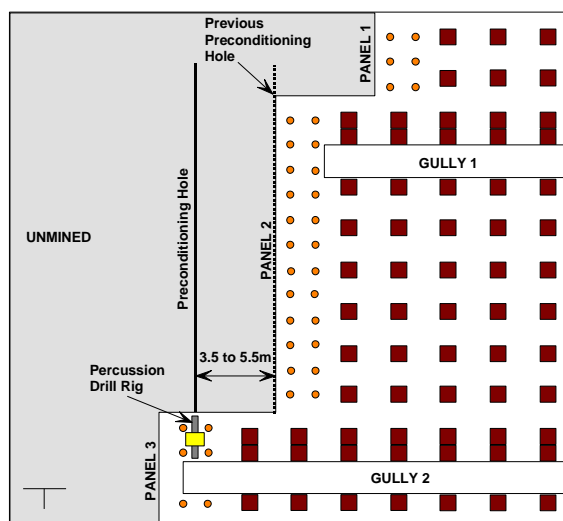 Previous
Preconditioning
Hole
PANEL 1
GULLY 1
Preconditioning Hole
PANEL 2
UNMINED
3.5 to 5.5m
Percussion
Drill Rig
PANEL 3
GULLY 2